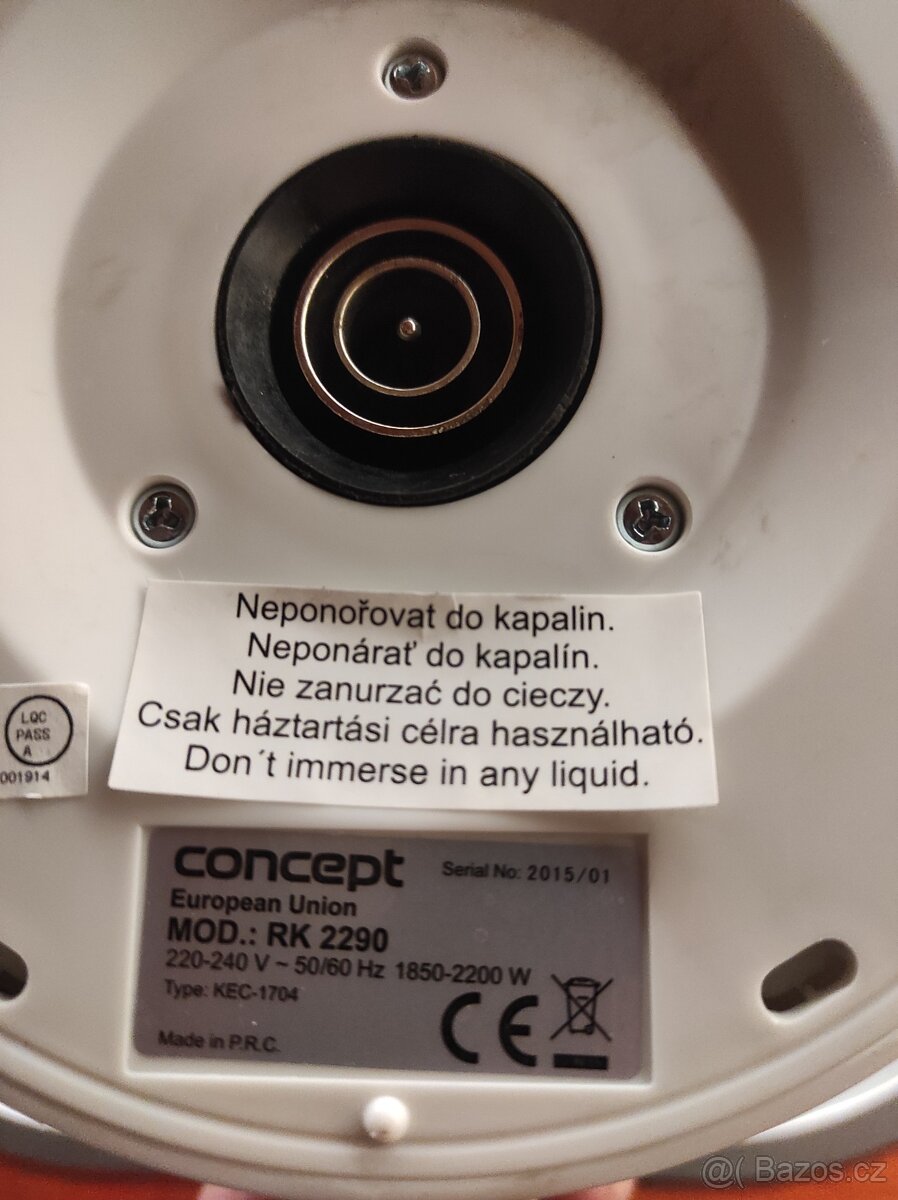 Neponořovat do kapalin.
Neponárať do kapalín.
Nie zanurzać do cieczy.
Csak háztartási célra használható.
Don´t immerse in any liquid.
LQC
PASS
A
001914
concept
Serial No: 2015/01
European Union
MOD.: RK 2290
220-240 V ~ 50/60 Hz 1850-2200 W
Type: KEC-1704
CE
Made in P.R.C.
@( Bazos.cz